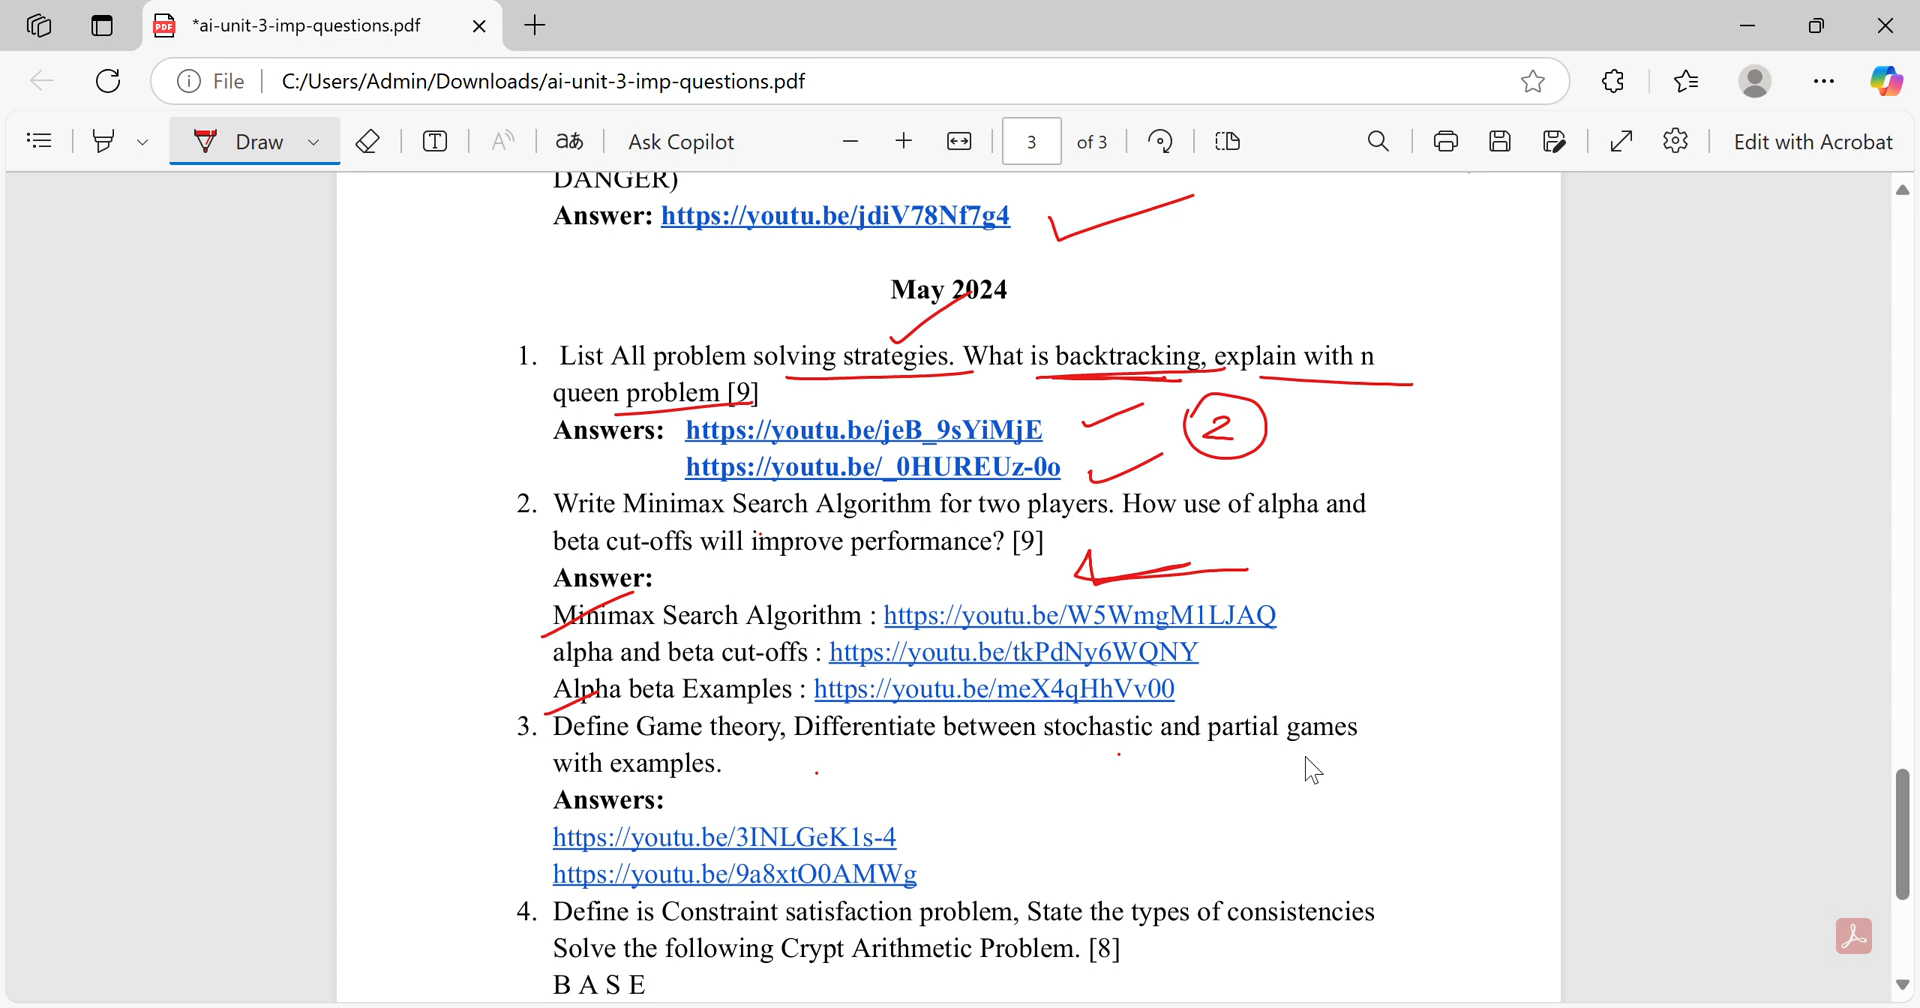 *ai-unit-3-imp-questions.pdf
File C:/Users/Admin/Downloads/ai-unit-3-imp-questions.pdf
Draw Ask Copilot 3 of 3 Edit with Acrobat
DANGER)
Answer: https://youtu.be/jdiV78Nf7g4
May 2024
1. List All problem solving strategies. What is backtracking, explain with n
queen problem [9]
Answers: https://youtu.be/jeB_9sYiMjE
2
https://youtu.be/_0HUREUz-0o
2. Write Minimax Search Algorithm for two players. How use of alpha and
beta cut-offs will improve performance? [9]
Answer:
Minimax Search Algorithm : https://youtu.be/W5WmgM1LJAQ
alpha and beta cut-offs : https://youtu.be/tkPdNy6WQNY
Alpha beta Examples : https://youtu.be/meX4qHhVv00
3. Define Game theory, Differentiate between stochastic and partial games
with examples.
Answers:
https://youtu.be/3INLGeK1s-4
https://youtu.be/9a8xtO0AMWg
4. Define is Constraint satisfaction problem, State the types of consistencies
Solve the following Crypt Arithmetic Problem. [8]
B A S E